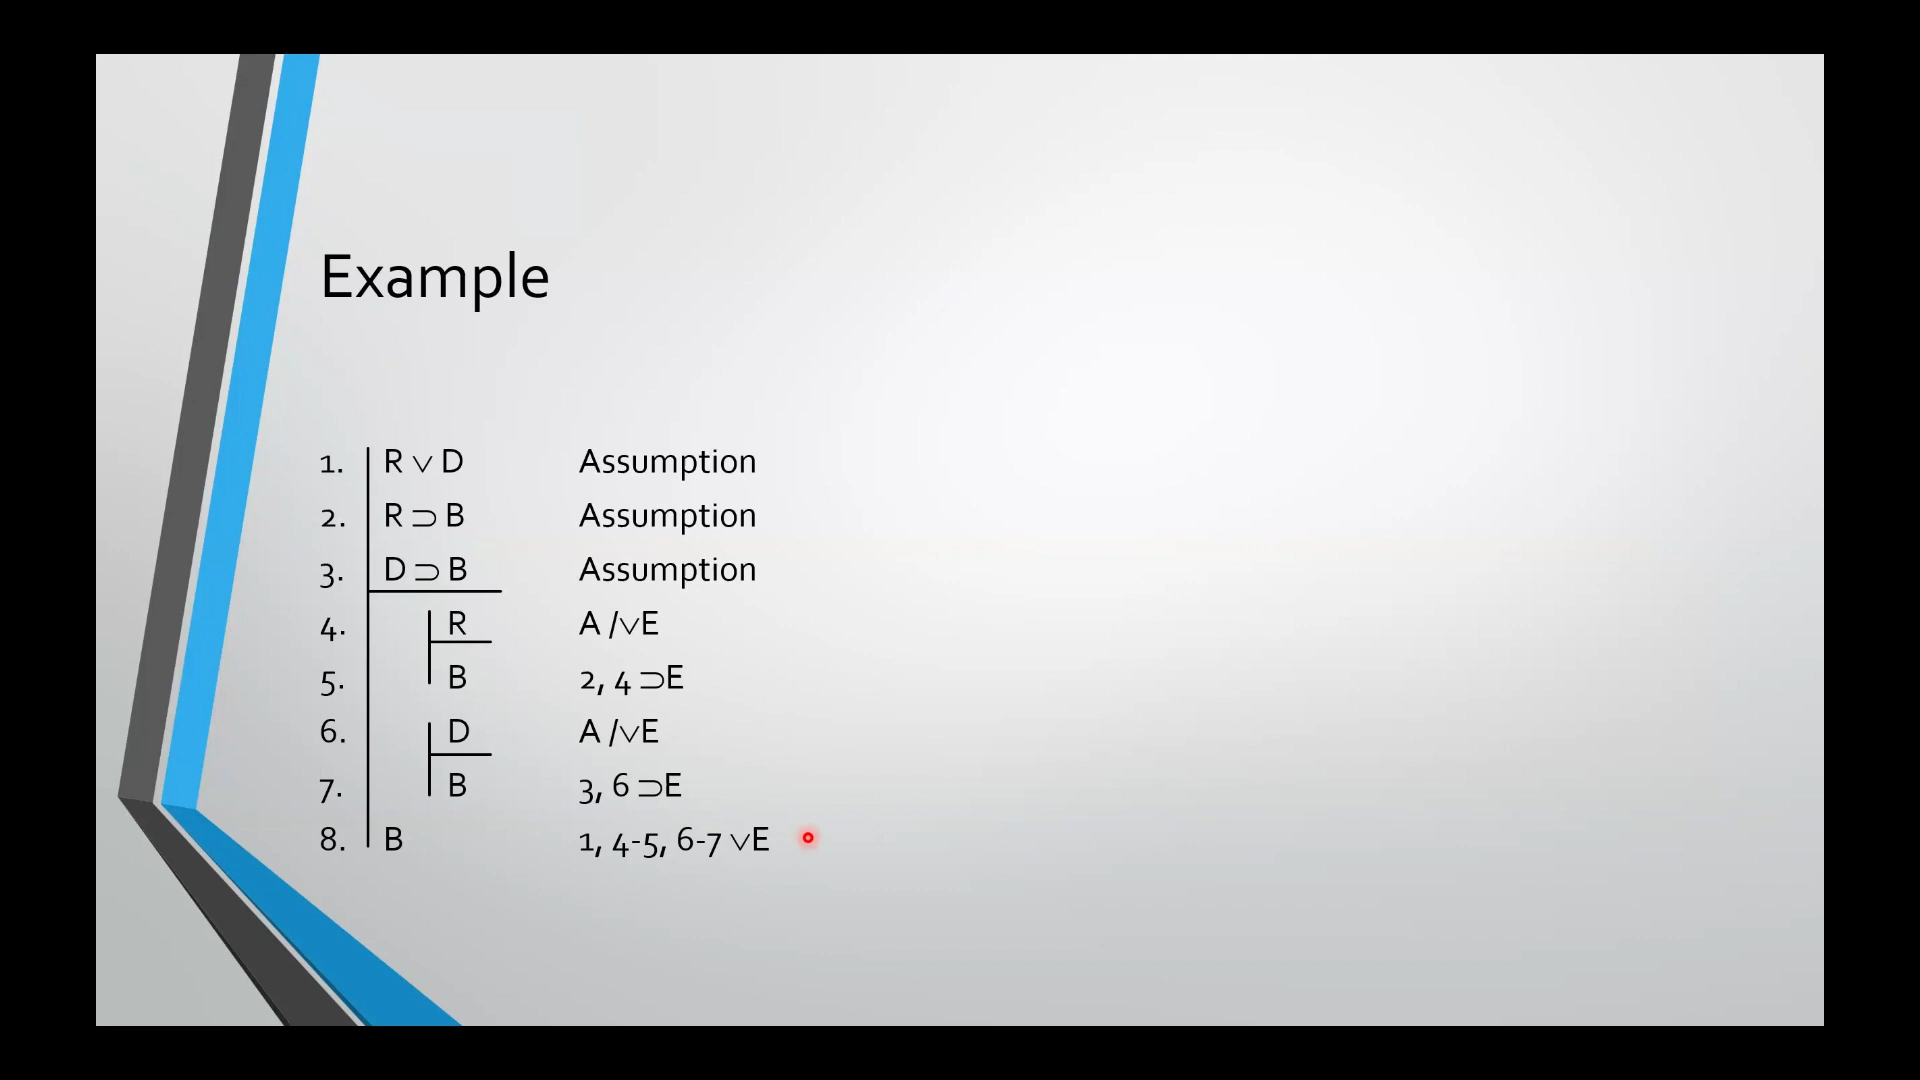 Example
1. R ∨ D Assumption
2. R ⊃ B Assumption
3. D ⊃ B Assumption
4. R A /∨E
5. B 2, 4 ⊃E
6. D A /∨E
7. B 3, 6 ⊃E
8. B 1, 4-5, 6-7 ∨E